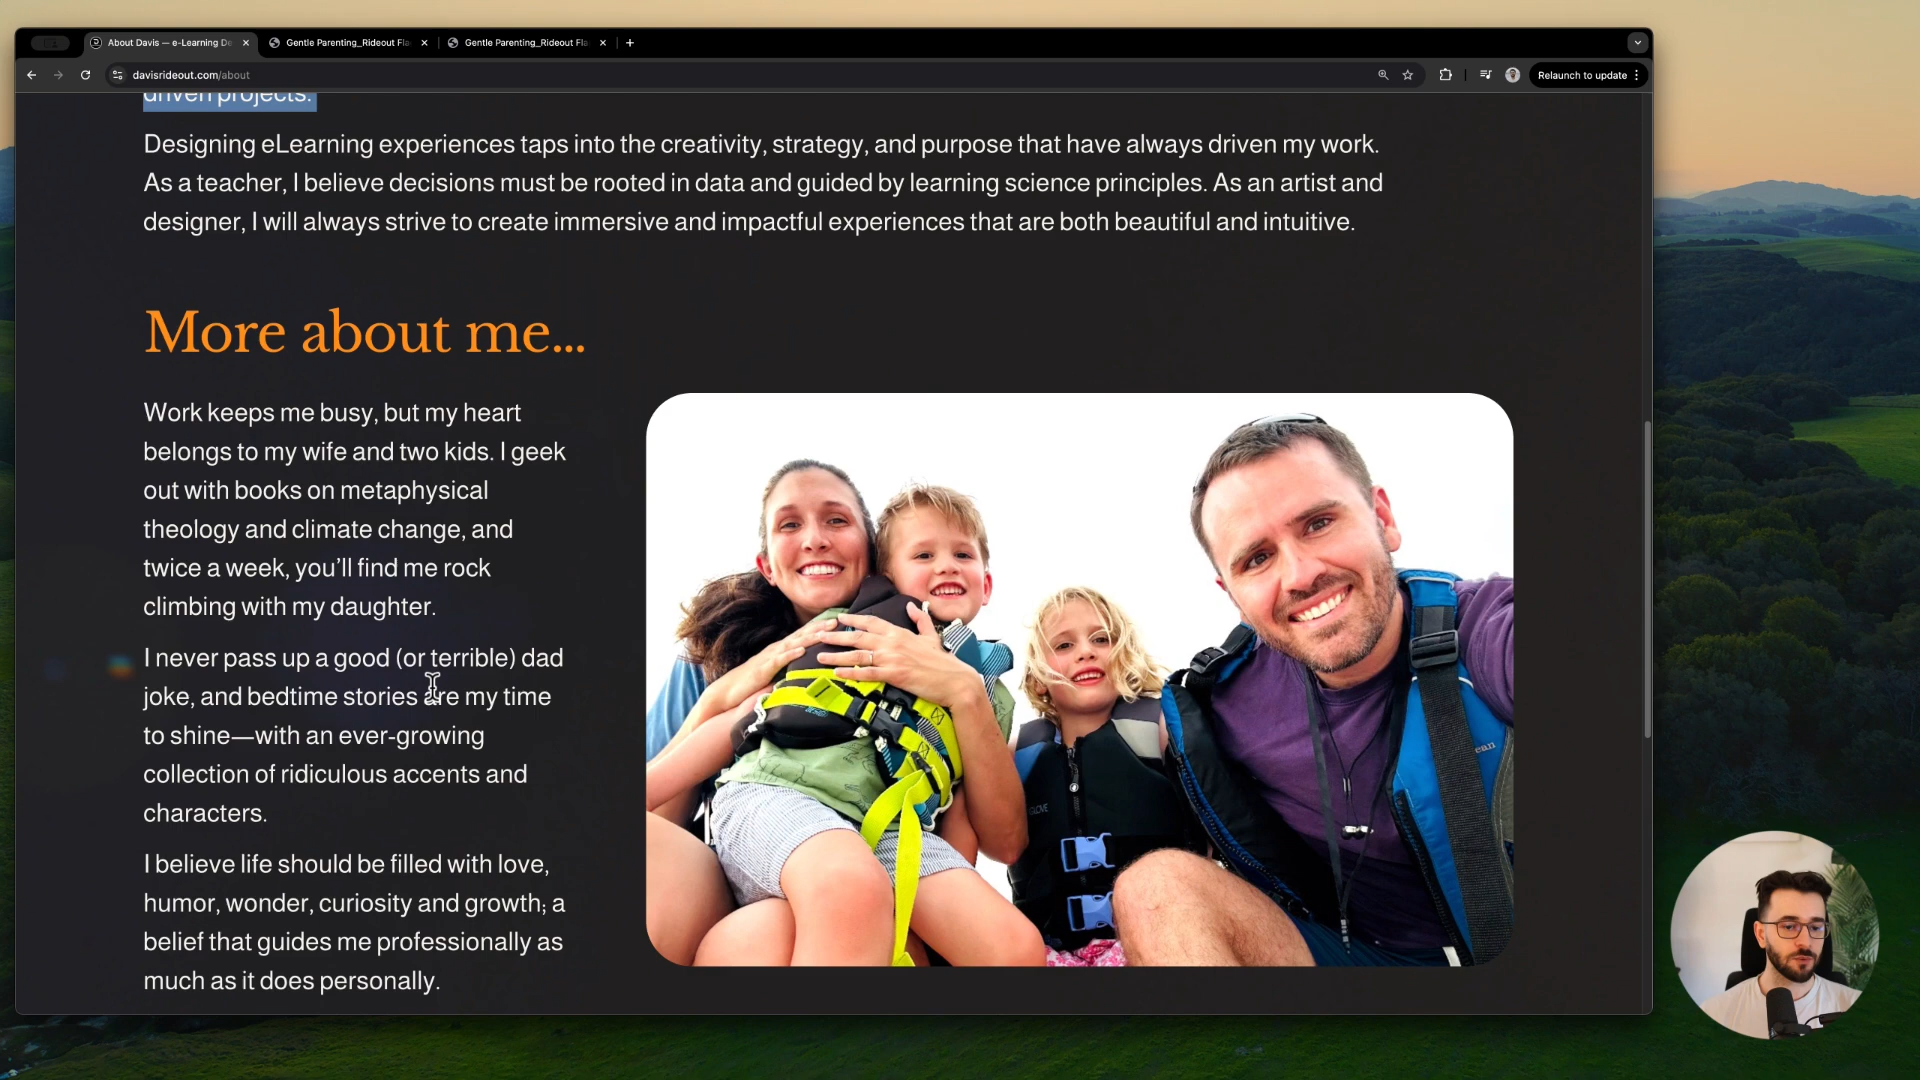 About Davis — e-Learning De
Gentle Parenting_Rideout Fla
Gentle Parenting_Rideout Fla
davisrideout.com/about
Relaunch to update
driven projects.
Designing eLearning experiences taps into the creativity, strategy, and purpose that have always driven my work.
As a teacher, I believe decisions must be rooted in data and guided by learning science principles. As an artist and
designer, I will always strive to create immersive and impactful experiences that are both beautiful and intuitive.
More about me...
Work keeps me busy, but my heart
belongs to my wife and two kids. I geek
out with books on metaphysical
theology and climate change, and
twice a week, you’ll find me rock
climbing with my daughter.
I never pass up a good (or terrible) dad
joke, and bedtime stories are my time
to shine—with an ever-growing
collection of ridiculous accents and
characters.
I believe life should be filled with love,
humor, wonder, curiosity and growth; a
belief that guides me professionally as
much as it does personally.
GLOVE
ean